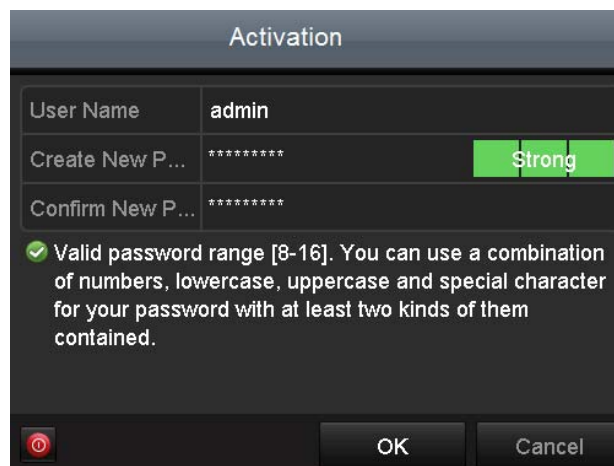 Activation
User Name admin
Create New P... ********* Strong
Confirm New P... *********
Valid password range [8-16]. You can use a combination
of numbers, lowercase, uppercase and special character
for your password with at least two kinds of them
contained.
OK Cancel